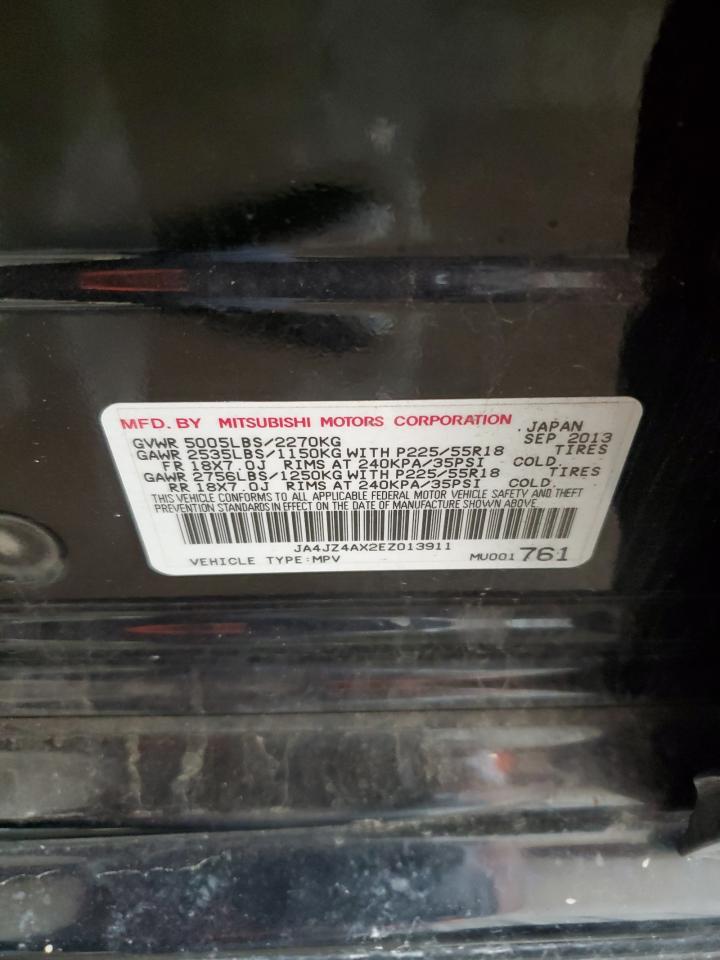 MFD. BY MITSUBISHI MOTORS CORPORATION JAPAN
GVWR 5005LBS/2270KG SEP 2013
GAWR 2535LBS/1150KG WITH P225/55R18 TIRES
FR 18X7.0J RIMS AT 240KPA/35PSI COLD.
GAWR 2756LBS/1250KG WITH P225/55R18 TIRES
RR 18X7.0J RIMS AT 240KPA/35PSI COLD.
THIS VEHICLE CONFORMS TO ALL APPLICABLE FEDERAL MOTOR VEHICLE SAFETY AND THEFT
PREVENTION STANDARDS IN EFFECT ON THE DATE OF MANUFACTURE SHOWN ABOVE.
JA4JZ4AX2EZ013911
VEHICLE TYPE:MPV MU001 761